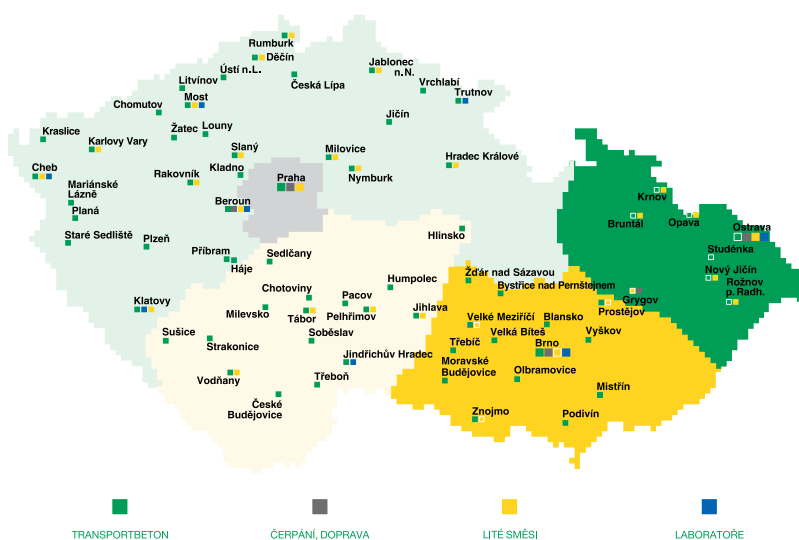 Rumburk
Děčín
Ústí n.L.
Jablonec
n.N.
Litvínov
Česká Lípa
Vrchlabí
Most
Trutnov
Chomutov
Jičín
Kraslice
Žatec
Louny
Karlovy Vary
Slaný
Milovice
Hradec Králové
Cheb
Kladno
Rakovník
Praha
Nymburk
Mariánské
Lázně
Krnov
Planá
Beroun
Bruntál
Opava
Ostrava
Staré Sedliště
Plzeň
Hlinsko
Příbram
Sedlčany
Studénka
Háje
Žďár nad Sázavou
Nový Jičín
Humpolec
Bystřice nad Pernštejnem
Rožnov
p. Radh.
Chotoviny
Klatovy
Pacov
Grygov
Milevsko
Tábor
Pelhřimov
Jihlava
Velké Meziříčí
Blansko
Prostějov
Sušice
Soběslav
Velká Bíteš
Vyškov
Strakonice
Třebíč
Brno
Jindřichův Hradec
Moravské
Budějovice
Vodňany
Třeboň
Olbramovice
Mistřín
České
Budějovice
Znojmo
Podivín
TRANSPORTBETON
ČERPÁNÍ, DOPRAVA
LITÉ SMĚSI
LABORATOŘE